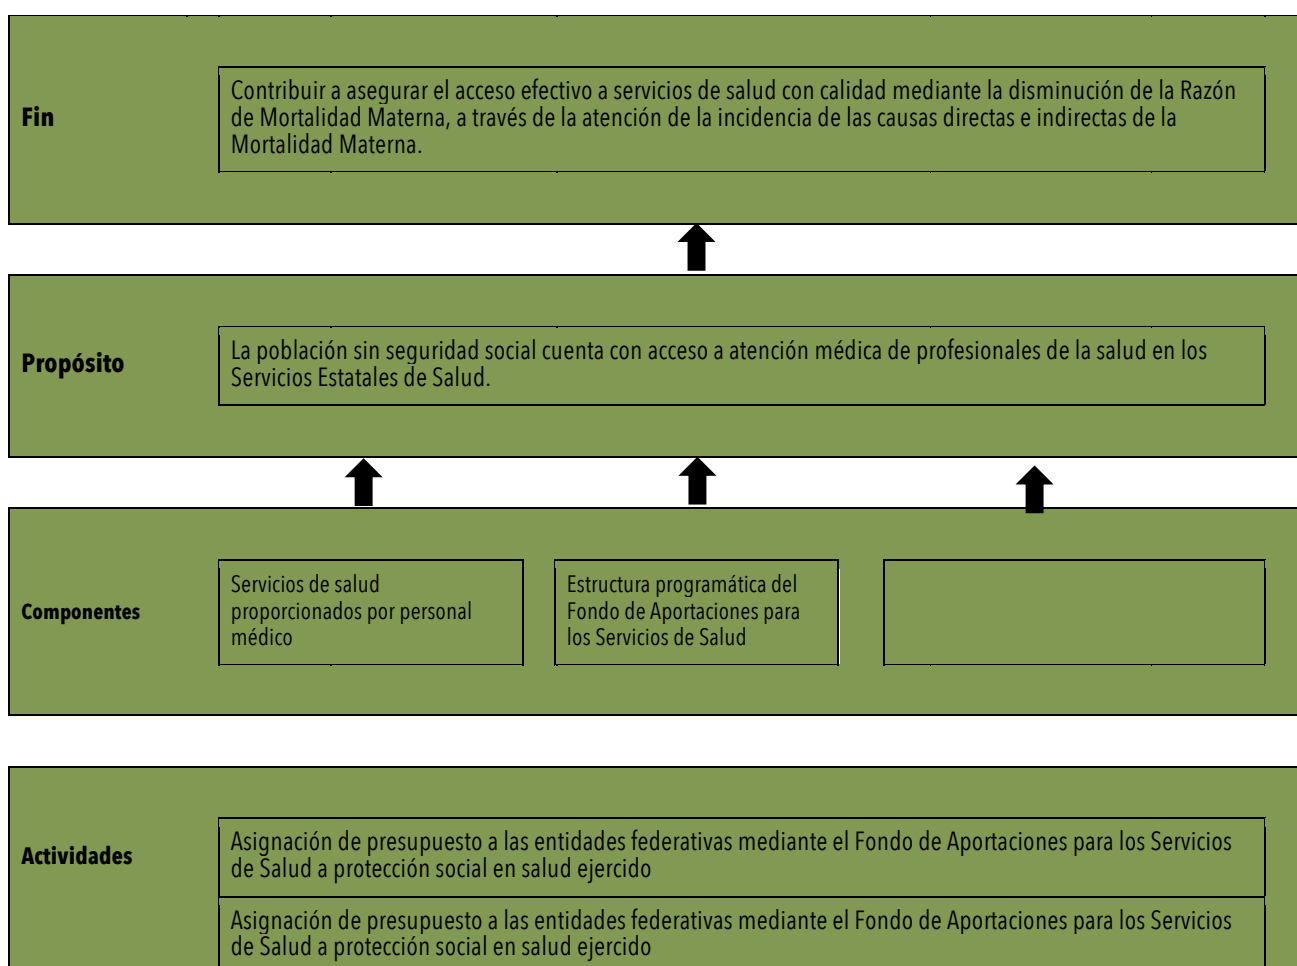 Fin
Contribuir a asegurar el acceso efectivo a servicios de salud con calidad mediante la disminución de la Razón
de Mortalidad Materna, a través de la atención de la incidencia de las causas directas e indirectas de la
Mortalidad Materna.
Propósito
La población sin seguridad social cuenta con acceso a atención médica de profesionales de la salud en los
Servicios Estatales de Salud.
Componentes
Servicios de salud
proporcionados por personal
médico
Estructura programática del
Fondo de Aportaciones para
los Servicios de Salud
Actividades
Asignación de presupuesto a las entidades federativas mediante el Fondo de Aportaciones para los Servicios
de Salud a protección social en salud ejercido
Asignación de presupuesto a las entidades federativas mediante el Fondo de Aportaciones para los Servicios
de Salud a protección social en salud ejercido